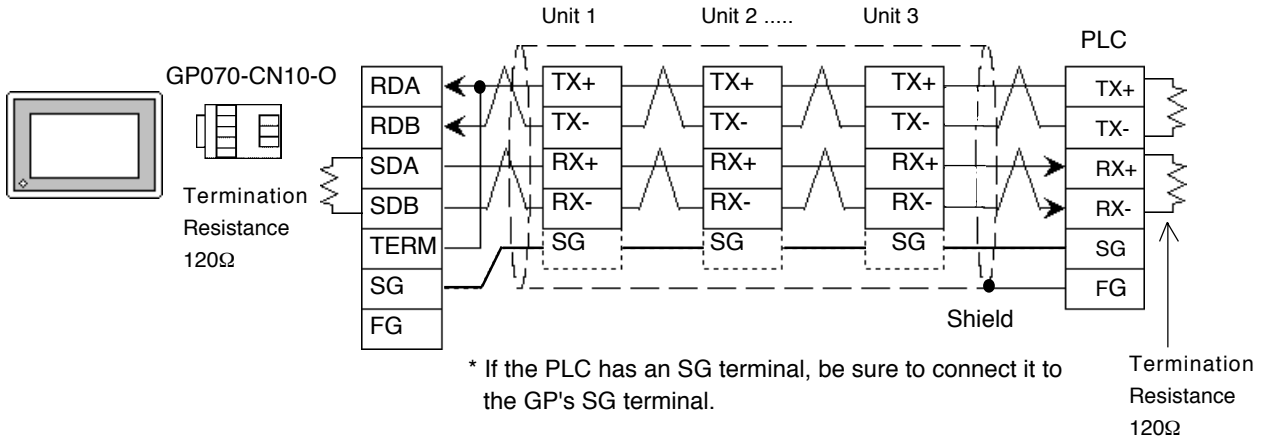 Unit 1 Unit 2 ..... Unit 3
PLC
GP070-CN10-O
RDA TX+ TX+ TX+ TX+
RDB TX- TX- TX- TX-
SDA RX+ RX+ RX+ RX+
SDB RX- RX- RX- RX-
TERM SG SG SG SG
SG FG
FG
Termination
Resistance
120Ω
Shield
* If the PLC has an SG terminal, be sure to connect it to
the GP's SG terminal.
Termination
Resistance
120Ω